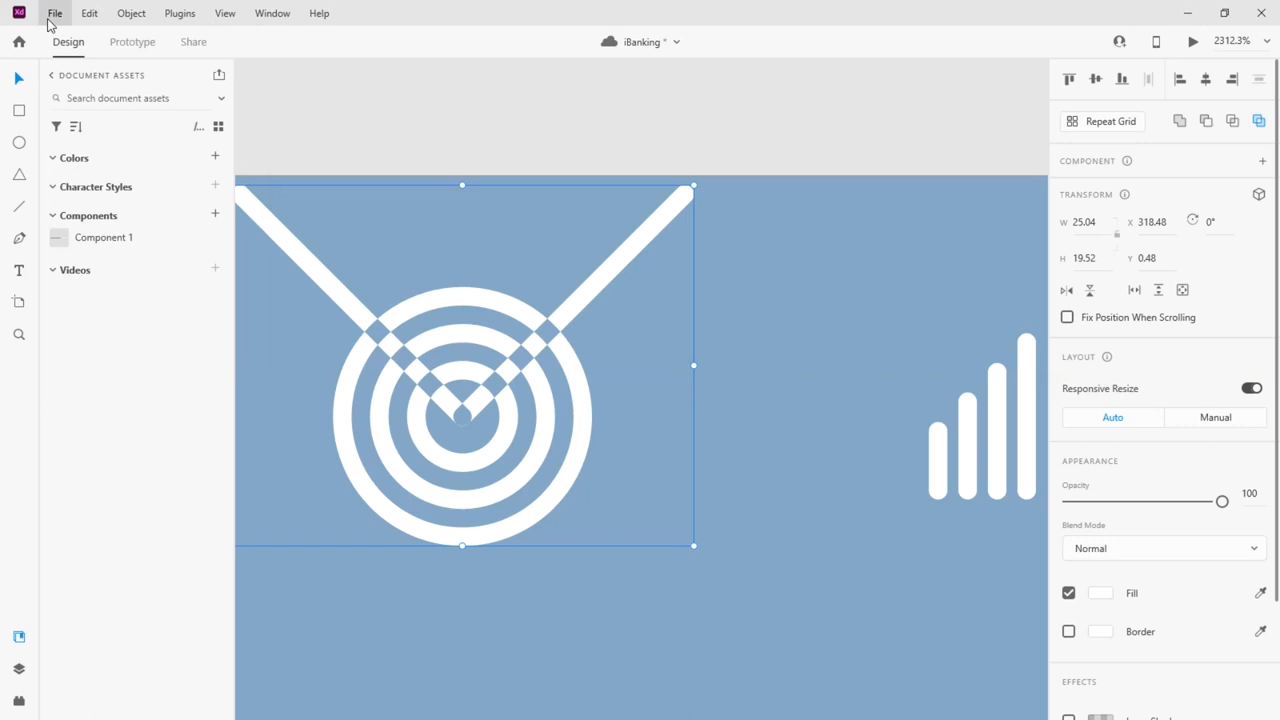 Xd File Edit Object Plugins View Window Help
Design Prototype Share iBanking * 2312.3%
DOCUMENT ASSETS
Search document assets
/...
Colors
Character Styles
Components
Component 1
Videos
Repeat Grid
COMPONENT
TRANSFORM
W 25.04 X 318.48 0°
H 19.52 Y 0.48
Fix Position When Scrolling
LAYOUT
Responsive Resize
Auto Manual
APPEARANCE
Opacity
100
Blend Mode
Normal
Fill
Border
EFFECTS